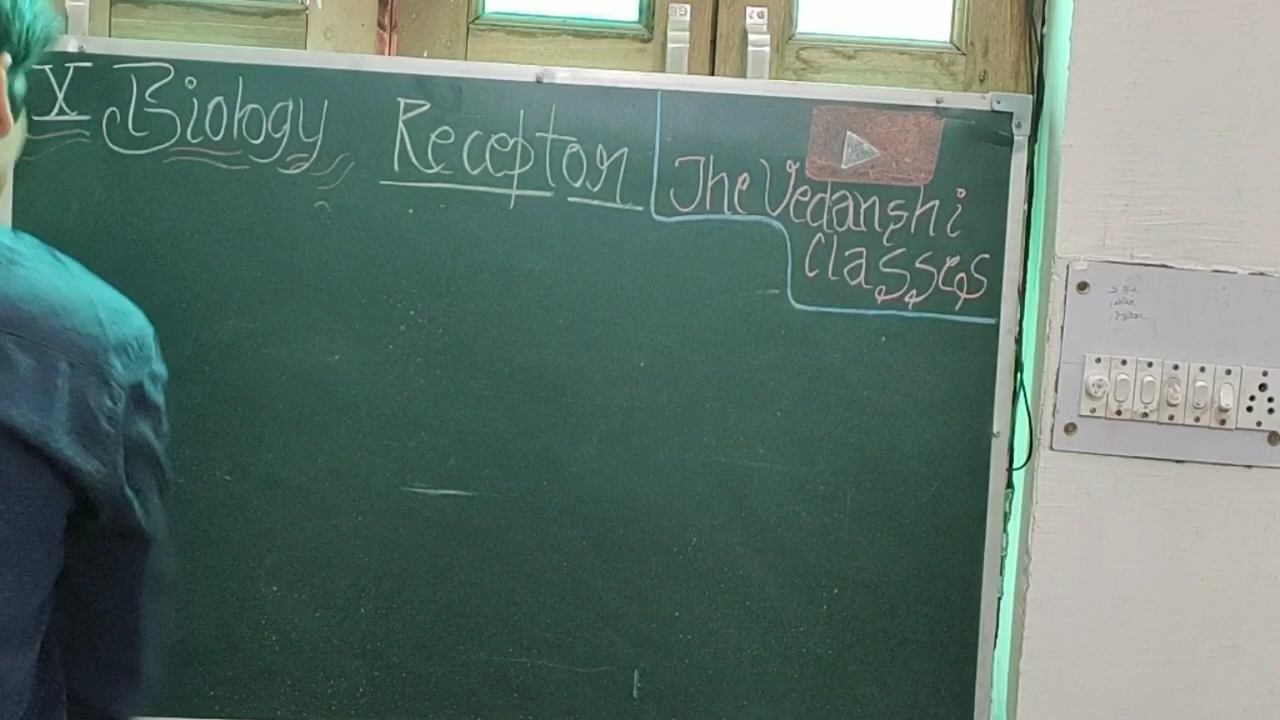 X Biology Receptor
The Vedanshi
Classes